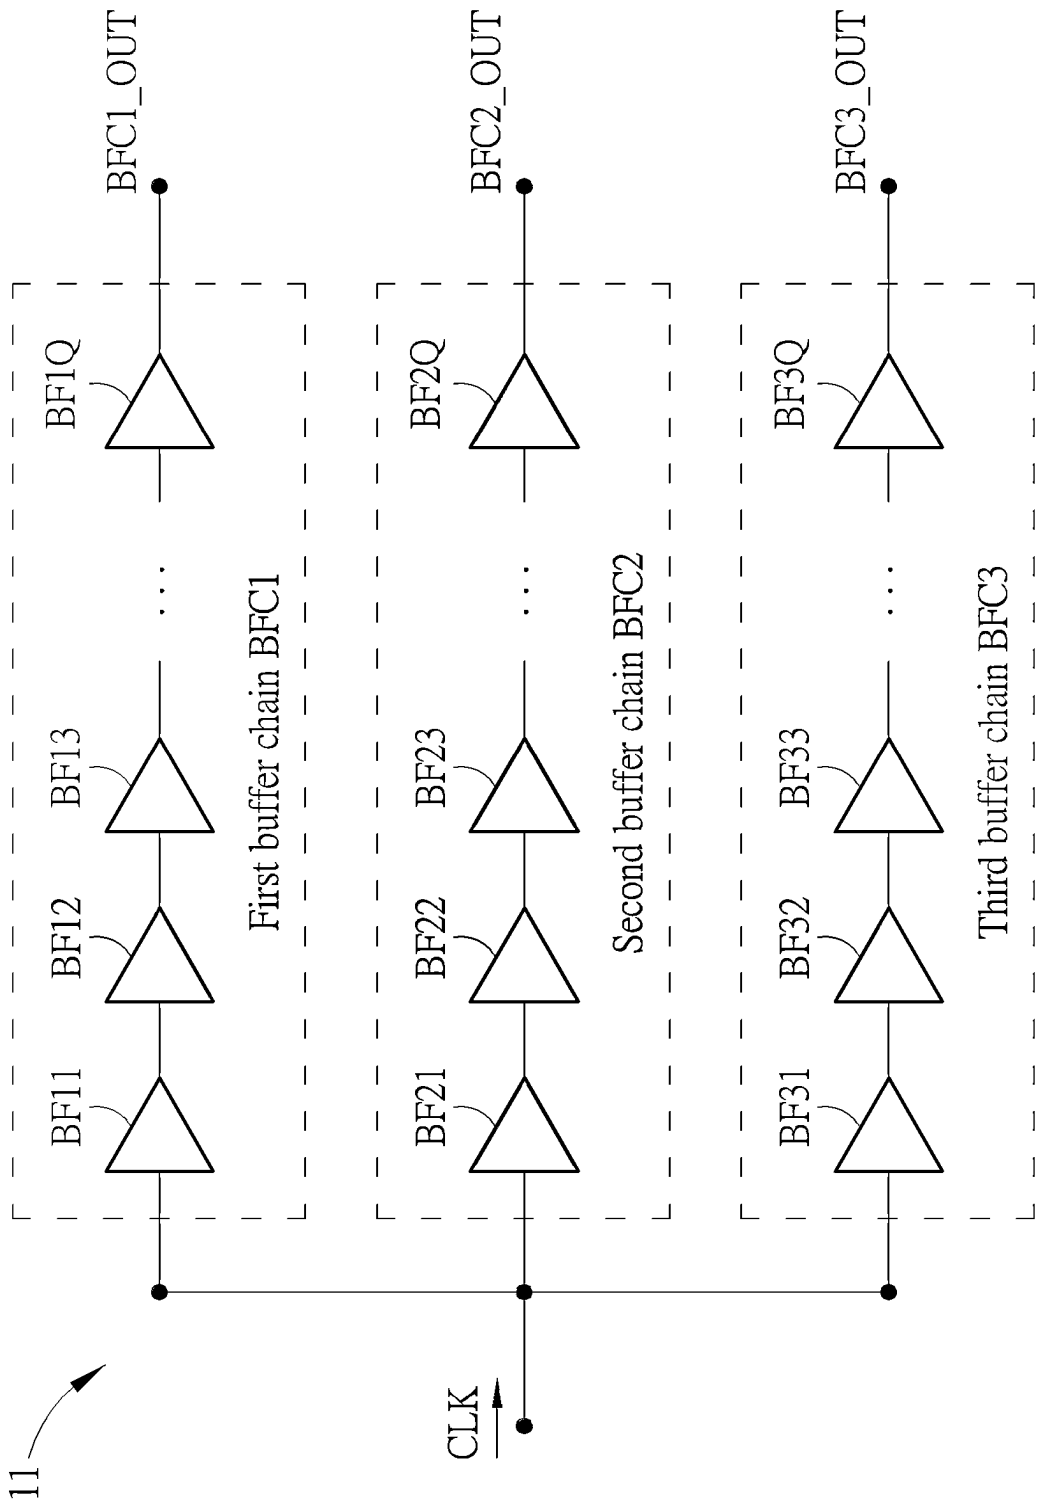 11
CLK
BF11
BF12
BF13
...
BF1Q
BFC1_OUT
First buffer chain BFC1
BF21
BF22
BF23
...
BF2Q
BFC2_OUT
Second buffer chain BFC2
BF31
BF32
BF33
...
BF3Q
BFC3_OUT
Third buffer chain BFC3